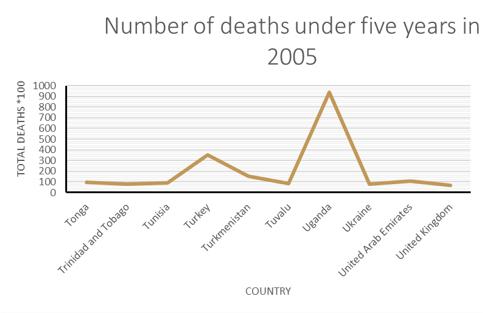 Number of deaths under five years in
2005
TOTAL DEATHS *100
1000
900
800
700
600
500
400
300
200
100
0
Tonga
Trinidad and Tobago
Tunisia
Turkey
Turkmenistan
Tuvalu
Uganda
Ukraine
United Arab Emirates
United Kingdom
COUNTRY